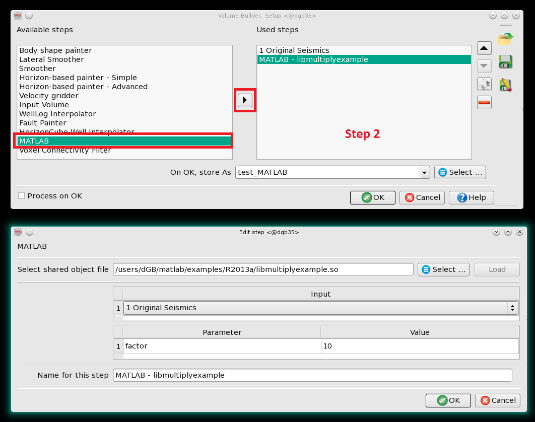 Volume Builder: Setup <@dgb35>
Available steps
Used steps
Body shape painter
Lateral Smoother
Smoother
Horizon-based painter - Simple
Horizon-based painter - Advanced
Velocity gridder
Input Volume
WellLog Interpolator
Fault Painter
HorizonCube Well Interpolator
MATLAB
Voxel Connectivity Filter
1 Original Seismics
MATLAB - libmultiplyexample
Step 2
On OK, store As
test_MATLAB
Select ...
Process on OK
OK
Cancel
Help
Edit step <@dgb35>
MATLAB
Select shared object file
/users/dGB/matlab/examples/R2013a/libmultiplyexample.so
Select ...
Load
Input
1 1 Original Seismics
Parameter Value
1 factor 10
Name for this step
MATLAB - libmultiplyexample
OK
Cancel